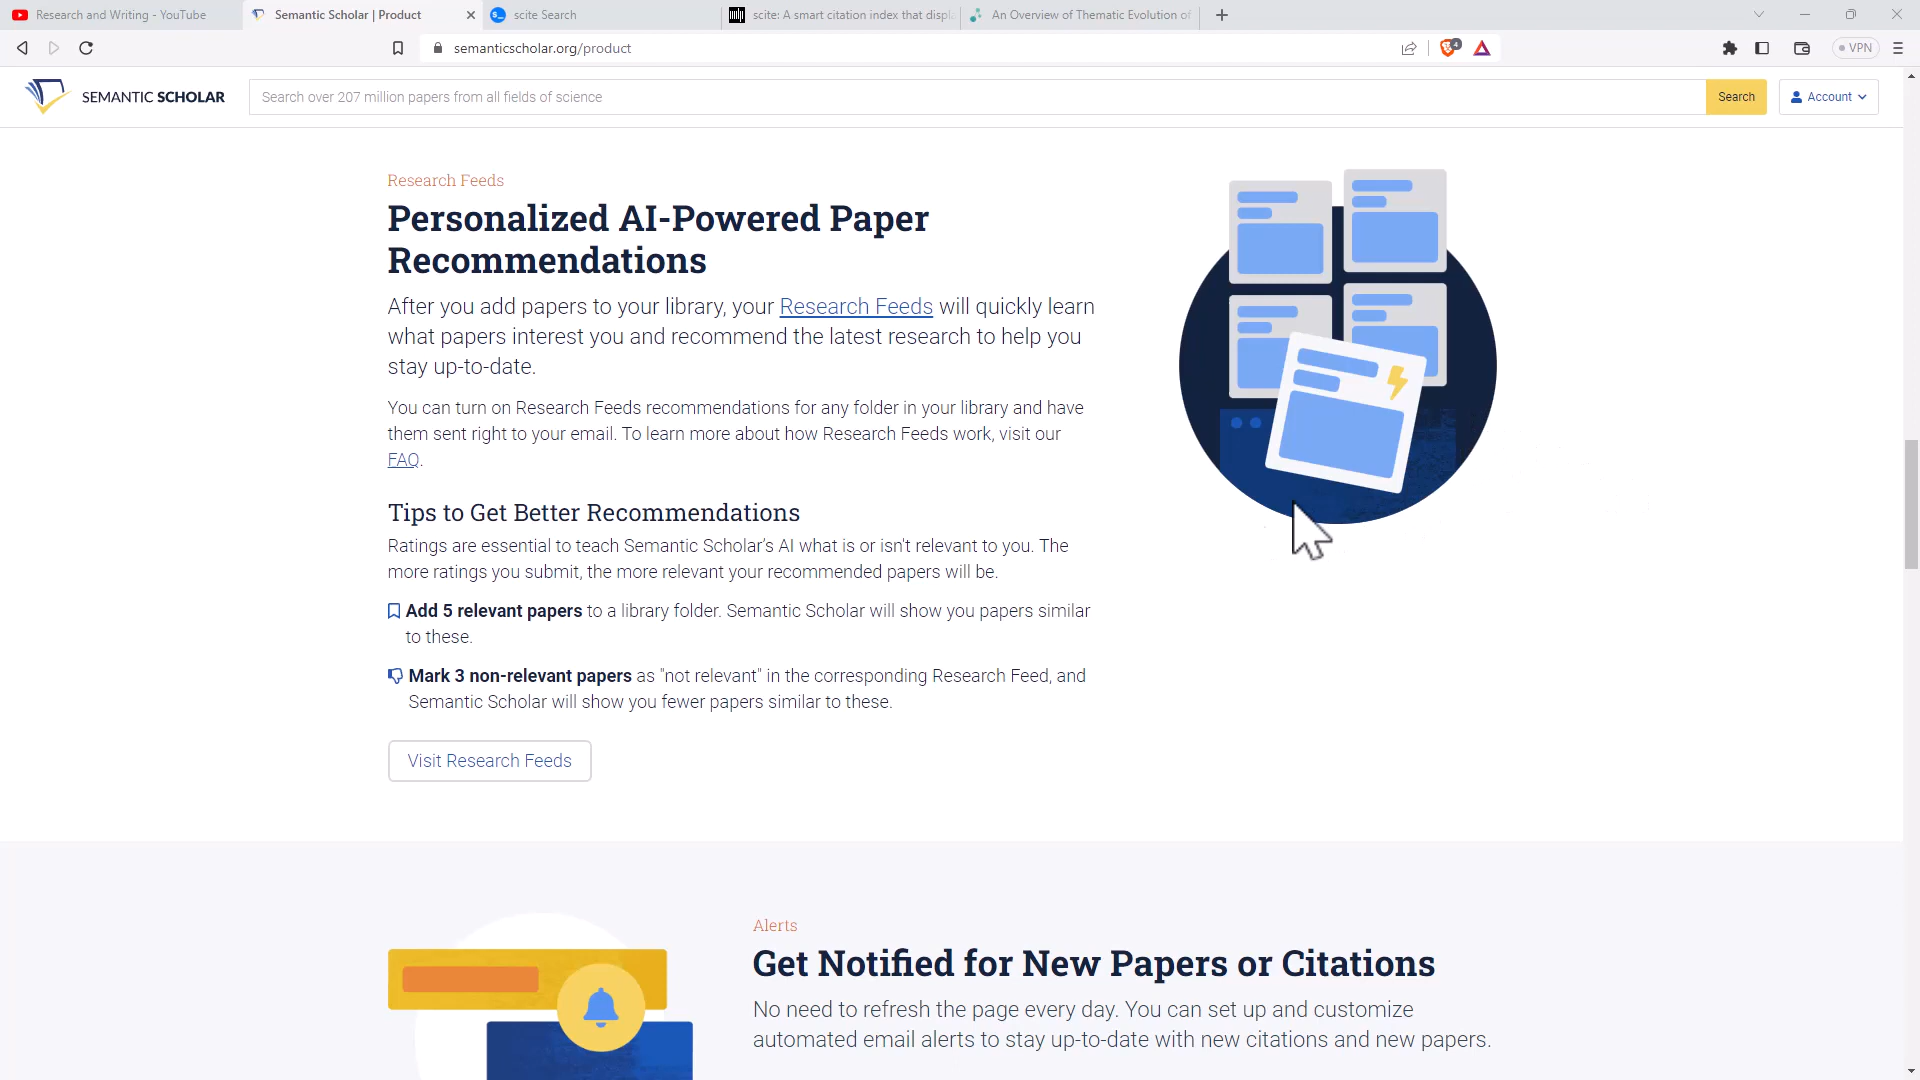 Research and Writing - YouTube
Semantic Scholar | Product
scite Search
scite: A smart citation index that displ
An Overview of Thematic Evolution of
semanticscholar.org/product
4
VPN
SEMANTIC SCHOLAR
Search over 207 million papers from all fields of science
Search
Account
Research Feeds
Personalized AI-Powered Paper
Recommendations
After you add papers to your library, your Research Feeds will quickly learn
what papers interest you and recommend the latest research to help you
stay up-to-date.
You can turn on Research Feeds recommendations for any folder in your library and have
them sent right to your email. To learn more about how Research Feeds work, visit our
FAQ.
Tips to Get Better Recommendations
Ratings are essential to teach Semantic Scholar’s AI what is or isn't relevant to you. The
more ratings you submit, the more relevant your recommended papers will be.
Add 5 relevant papers to a library folder. Semantic Scholar will show you papers similar
to these.
Mark 3 non-relevant papers as "not relevant" in the corresponding Research Feed, and
Semantic Scholar will show you fewer papers similar to these.
Visit Research Feeds
Alerts
Get Notified for New Papers or Citations
No need to refresh the page every day. You can set up and customize
automated email alerts to stay up-to-date with new citations and new papers.